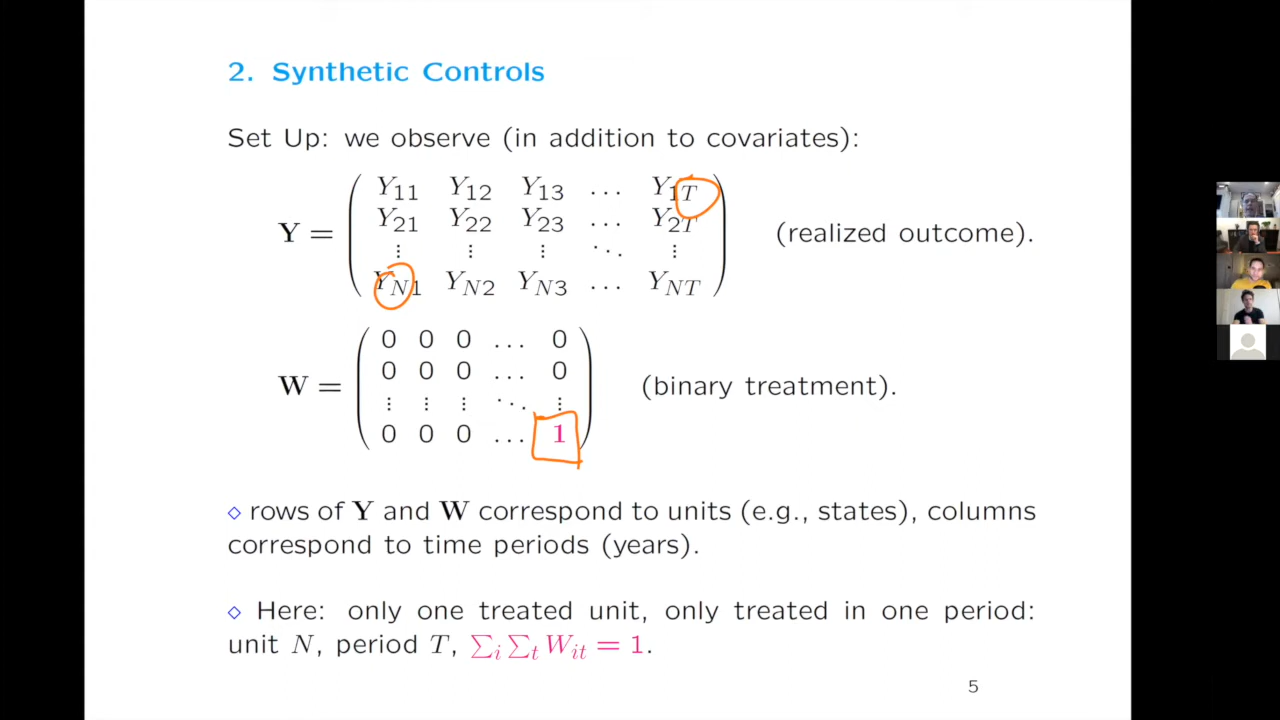 2. Synthetic Controls
Set Up: we observe (in addition to covariates):
Y = ( Y11 Y12 Y13 ... Y1T
Y21 Y22 Y23 ... Y2T
⋮ ⋮ ⋮ ⋱ ⋮
YN1 YN2 YN3 ... YNT ) (realized outcome).
W = ( 0 0 0 ... 0
0 0 0 ... 0
⋮ ⋮ ⋮ ⋱ ⋮
0 0 0 ... 1 ) (binary treatment).
⋄ rows of Y and W correspond to units (e.g., states), columns
correspond to time periods (years).
⋄ Here: only one treated unit, only treated in one period:
unit N, period T, ∑i ∑t Wit = 1.
5